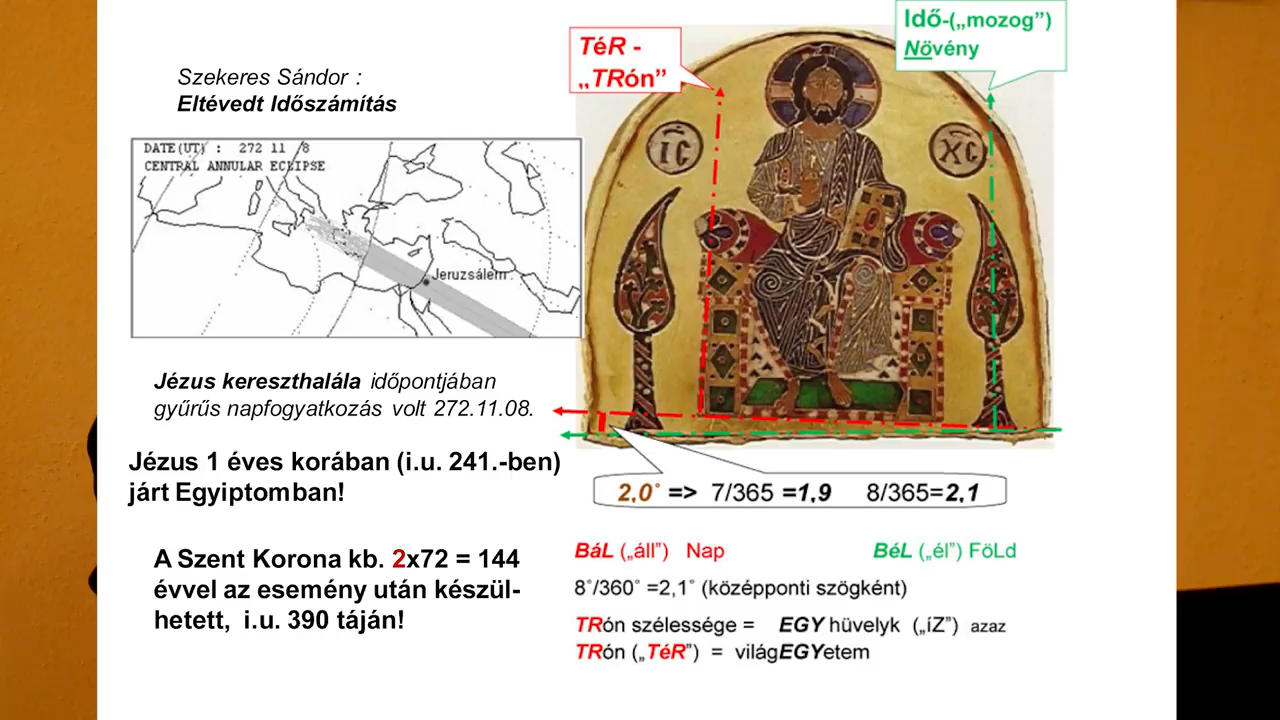 Szekeres Sándor :
Eltévedt Időszámítás
DATE(UT) : 272 11 8
CENTRAL ANNULAR ECLIPSE
Jeruzsálem
Jézus kereszthalála időpontjában
gyűrűs napfogyatkozás volt 272.11.08.
Jézus 1 éves korában (i.u. 241.-ben)
járt Egyiptomban!
A Szent Korona kb. 2x72 = 144
évvel az esemény után készül-
hetett, i.u. 390 táján!
TéR -
„TRón”
Idő-(„mozog”)
Növény
IC
XC
2,0° => 7/365 =1,9 8/365=2,1
BáL („áll”) Nap
BéL („él”) FöLd
8°/360° =2,1° (középponti szögként)
TRón szélessége = EGY hüvelyk („íZ”) azaz
TRón („TéR”) = világEGYetem